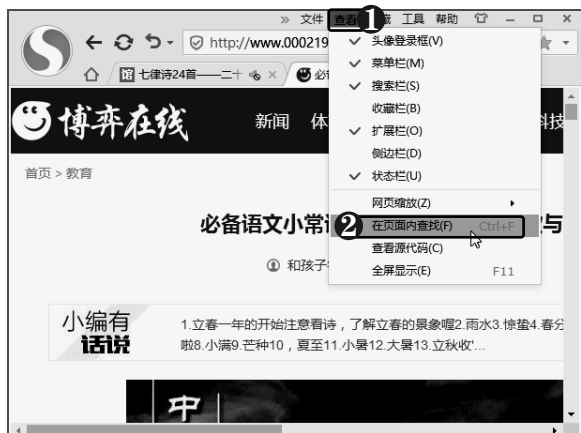 » 文件 查看 藏 工具 帮助
1
http://www.000219
七律诗24首——二十
必
头像登录框(V)
菜单栏(M)
搜索栏(S)
收藏栏(B)
扩展栏(O)
侧边栏(D)
状态栏(U)
网页缩放(Z)
2
在页面内查找(F) Ctrl+F
查看源代码(C)
全屏显示(E) F11
博弈在线
新闻 体 科技
首页 > 教育
必备语文小常 与
和孩子
小编有
话说
1.立春一年的开始注意看诗，了解立春的景象喔2.雨水3.惊蛰4.春分
啦8.小满9.芒种10，夏至11.小暑12.大暑13.立秋收'...
中